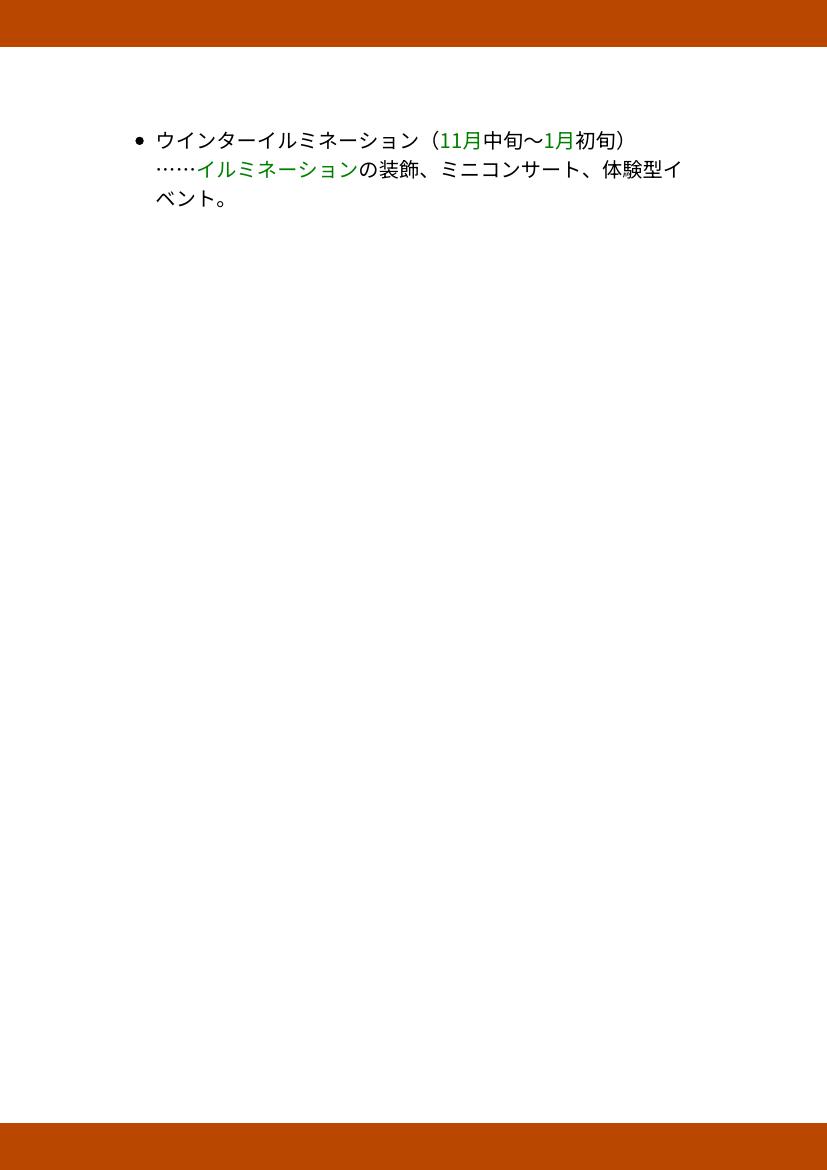 • ウインターイルミネーション（11月中旬〜1月初旬）
……イルミネーションの装飾、ミニコンサート、体験型イ
ベント。